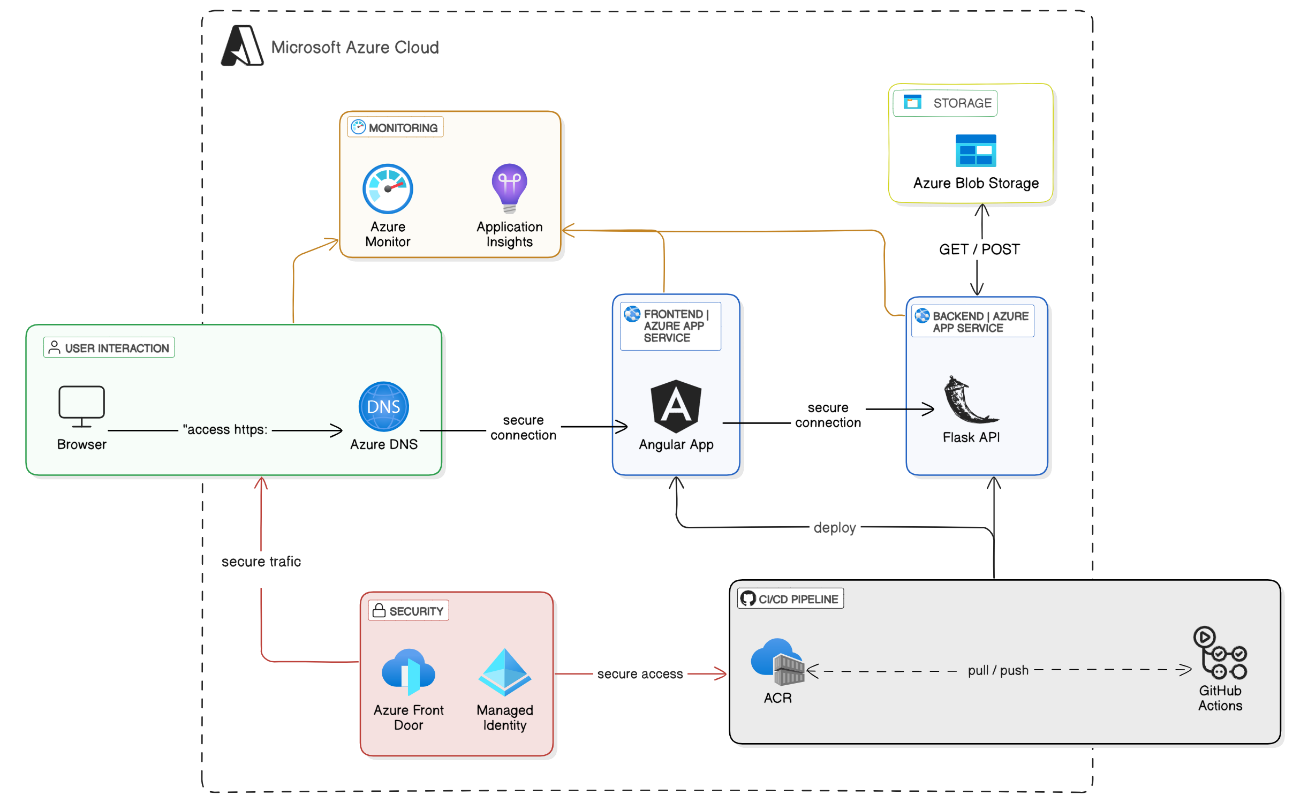 Microsoft Azure Cloud
MONITORING
Azure
Monitor
Application
Insights
STORAGE
Azure Blob Storage
GET / POST
USER INTERACTION
Browser
"access https:
DNS
Azure DNS
secure
connection
FRONTEND |
AZURE APP
SERVICE
Angular App
secure
connection
BACKEND | AZURE
APP SERVICE
Flask API
deploy
secure trafic
SECURITY
Azure Front
Door
Managed
Identity
secure access
CI/CD PIPELINE
ACR
pull / push
GitHub
Actions